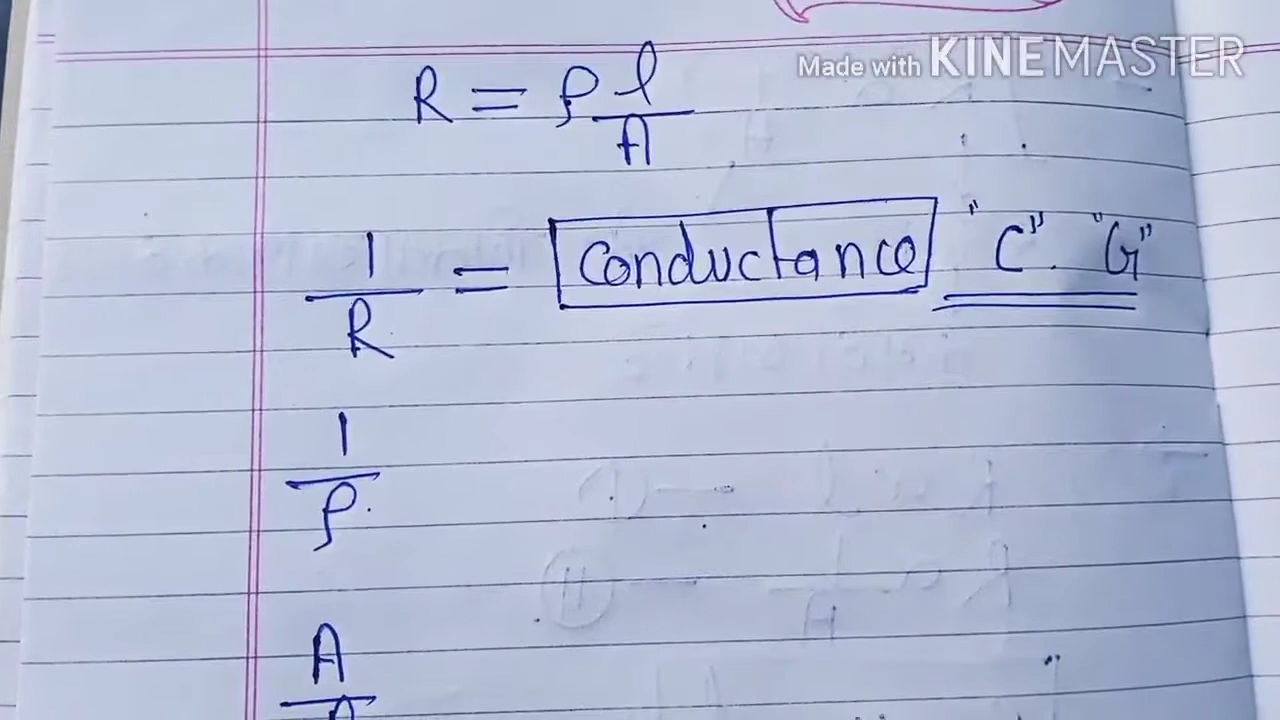 Made with KINEMASTER
R = ρ l/A
1/R = Conductance "C". "G"
1/ρ.
A